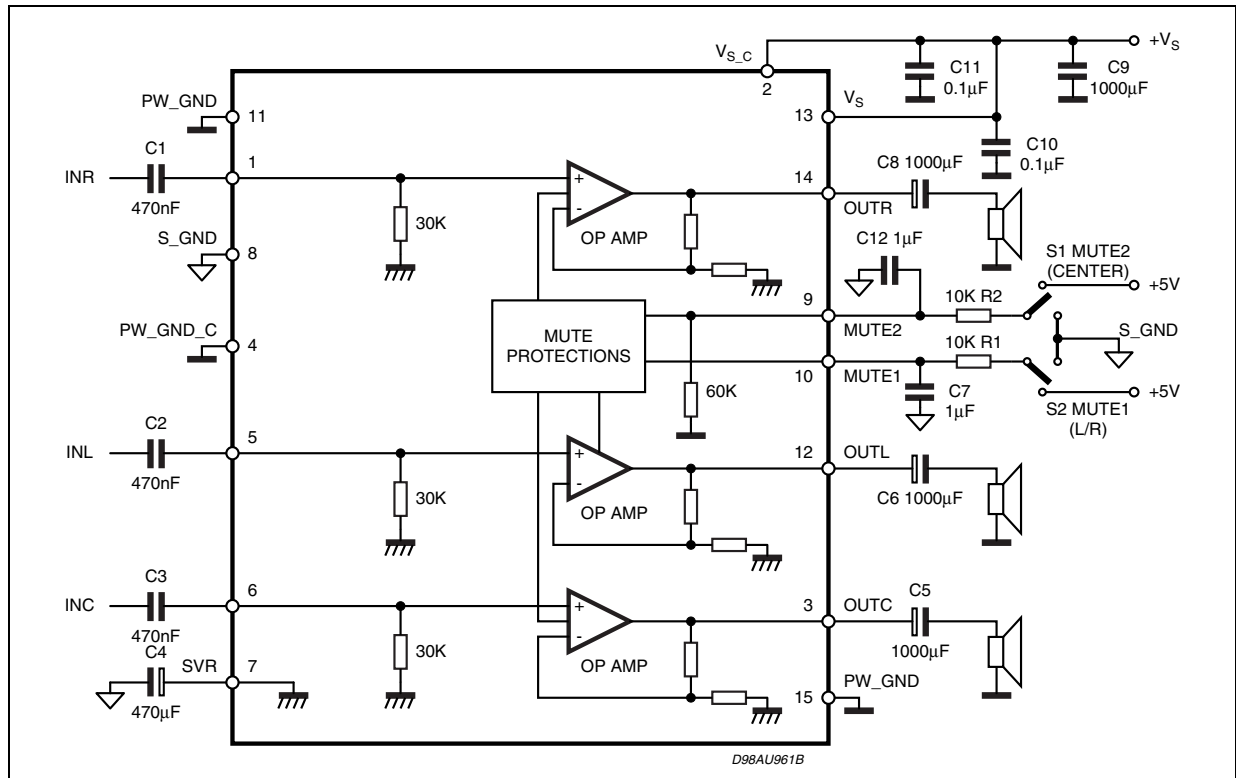 +VS
VS_C
C11
0.1µF
C9
1000µF
2
PW_GND
11
13
VS
C10
0.1µF
C1
1
INR
470nF
+
-
OP AMP
30K
14
C8 1000µF
OUTR
S_GND
8
C12 1µF
S1 MUTE2
(CENTER)
+5V
9
MUTE2
10K R2
S_GND
PW_GND_C
4
MUTE
PROTECTIONS
10
MUTE1
10K R1
60K
C7
1µF
+5V
S2 MUTE1
(L/R)
C2
5
INL
470nF
+
-
OP AMP
30K
12
OUTL
C6 1000µF
C3
6
INC
470nF
+
-
OP AMP
30K
3
OUTC
C5
1000µF
C4
SVR
7
470µF
PW_GND
15
D98AU961B